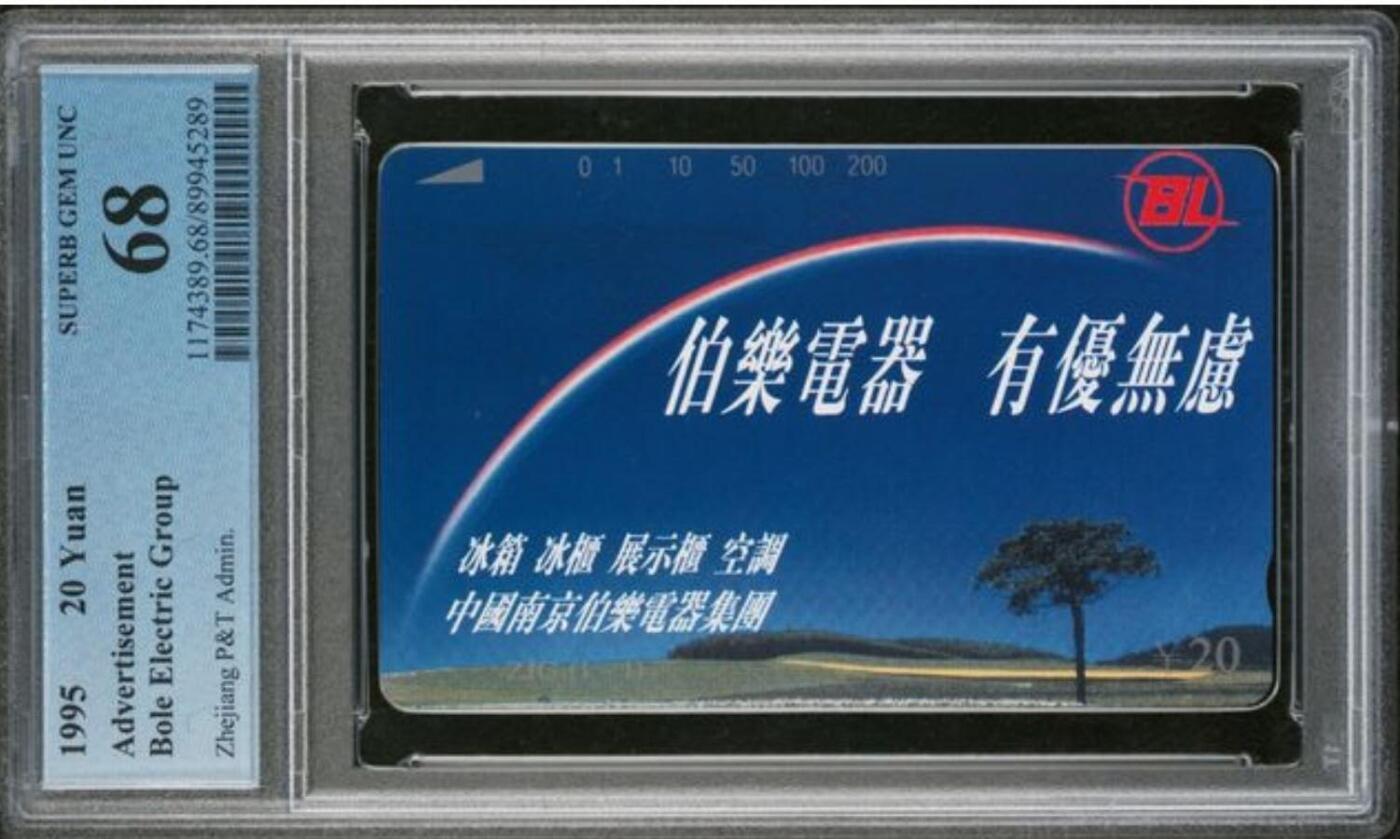 SUPERB GEM UNC
68
1174389.68/89945289
1995 20 Yuan
Advertisement
Bole Electric Group
Zhejiang P&T Admin.
0 1 10 50 100 200
BL
伯樂電器 有優無慮
冰箱 冰櫃 展示櫃 空調
中國南京伯樂電器集團
¥20